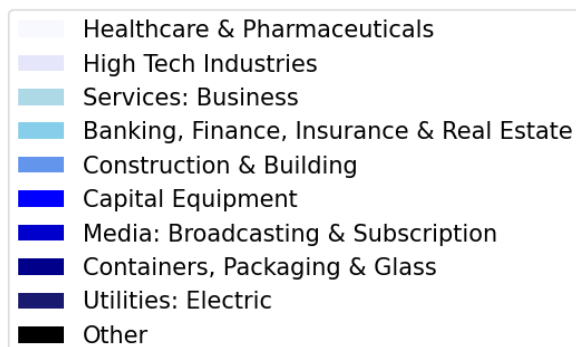 Healthcare & Pharmaceuticals
High Tech Industries
Services: Business
Banking, Finance, Insurance & Real Estate
Construction & Building
Capital Equipment
Media: Broadcasting & Subscription
Containers, Packaging & Glass
Utilities: Electric
Other